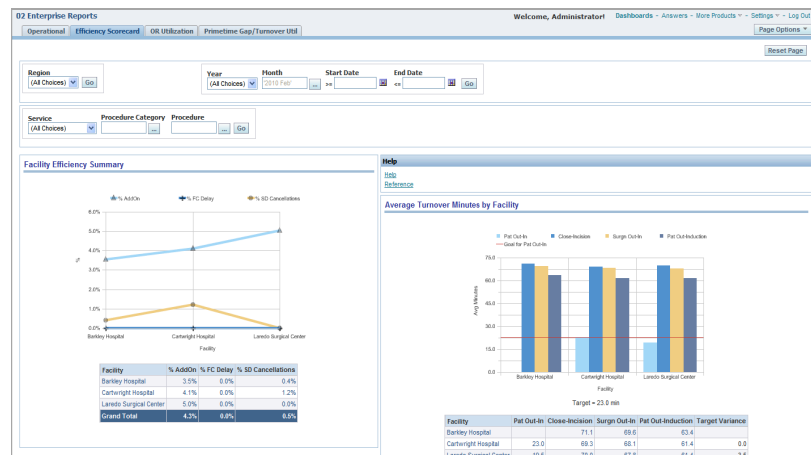 02 Enterprise Reports
Welcome, Administrator! Dashboards - Answers - More Products - Settings - Log Out
Operational Efficiency Scorecard OR Utilization Primetime Gap/Turnover Util Page Options
Reset Page
Region
(All Choices) Go
Year Month Start Date End Date
(All Choices) '2010 Feb' ... >= <= Go
Service Procedure Category Procedure
(All Choices) ... ... Go
Facility Efficiency Summary
% AddOn % FC Delay % SD Cancellations
6.0%
5.0%
4.0%
3.0%
2.0%
1.0%
0.0%
%
Barkley Hospital Cartwright Hospital Laredo Surgical Center
Facility
Facility % AddOn % FC Delay % SD Cancellations
Barkley Hospital 3.5% 0.0% 0.4%
Cartwright Hospital 4.1% 0.0% 1.2%
Laredo Surgical Center 5.0% 0.0% 0.0%
Grand Total 4.3% 0.0% 0.5%
Help
Help
Reference
Average Turnover Minutes by Facility
Pat Out-In Close-Incision Surgn Out-In Pat Out-Induction
Goal for Pat Out-In
75.0
60.0
45.0
30.0
15.0
0.0
Avg Minutes
Barkley Hospital Cartwright Hospital Laredo Surgical Center
Facility
Target = 23.0 min
Facility Pat Out-In Close-Incision Surgn Out-In Pat Out-Induction Target Variance
Barkley Hospital 71.1 69.6 63.4
Cartwright Hospital 23.0 69.3 68.1 61.4 0.0
Laredo Surgical Center